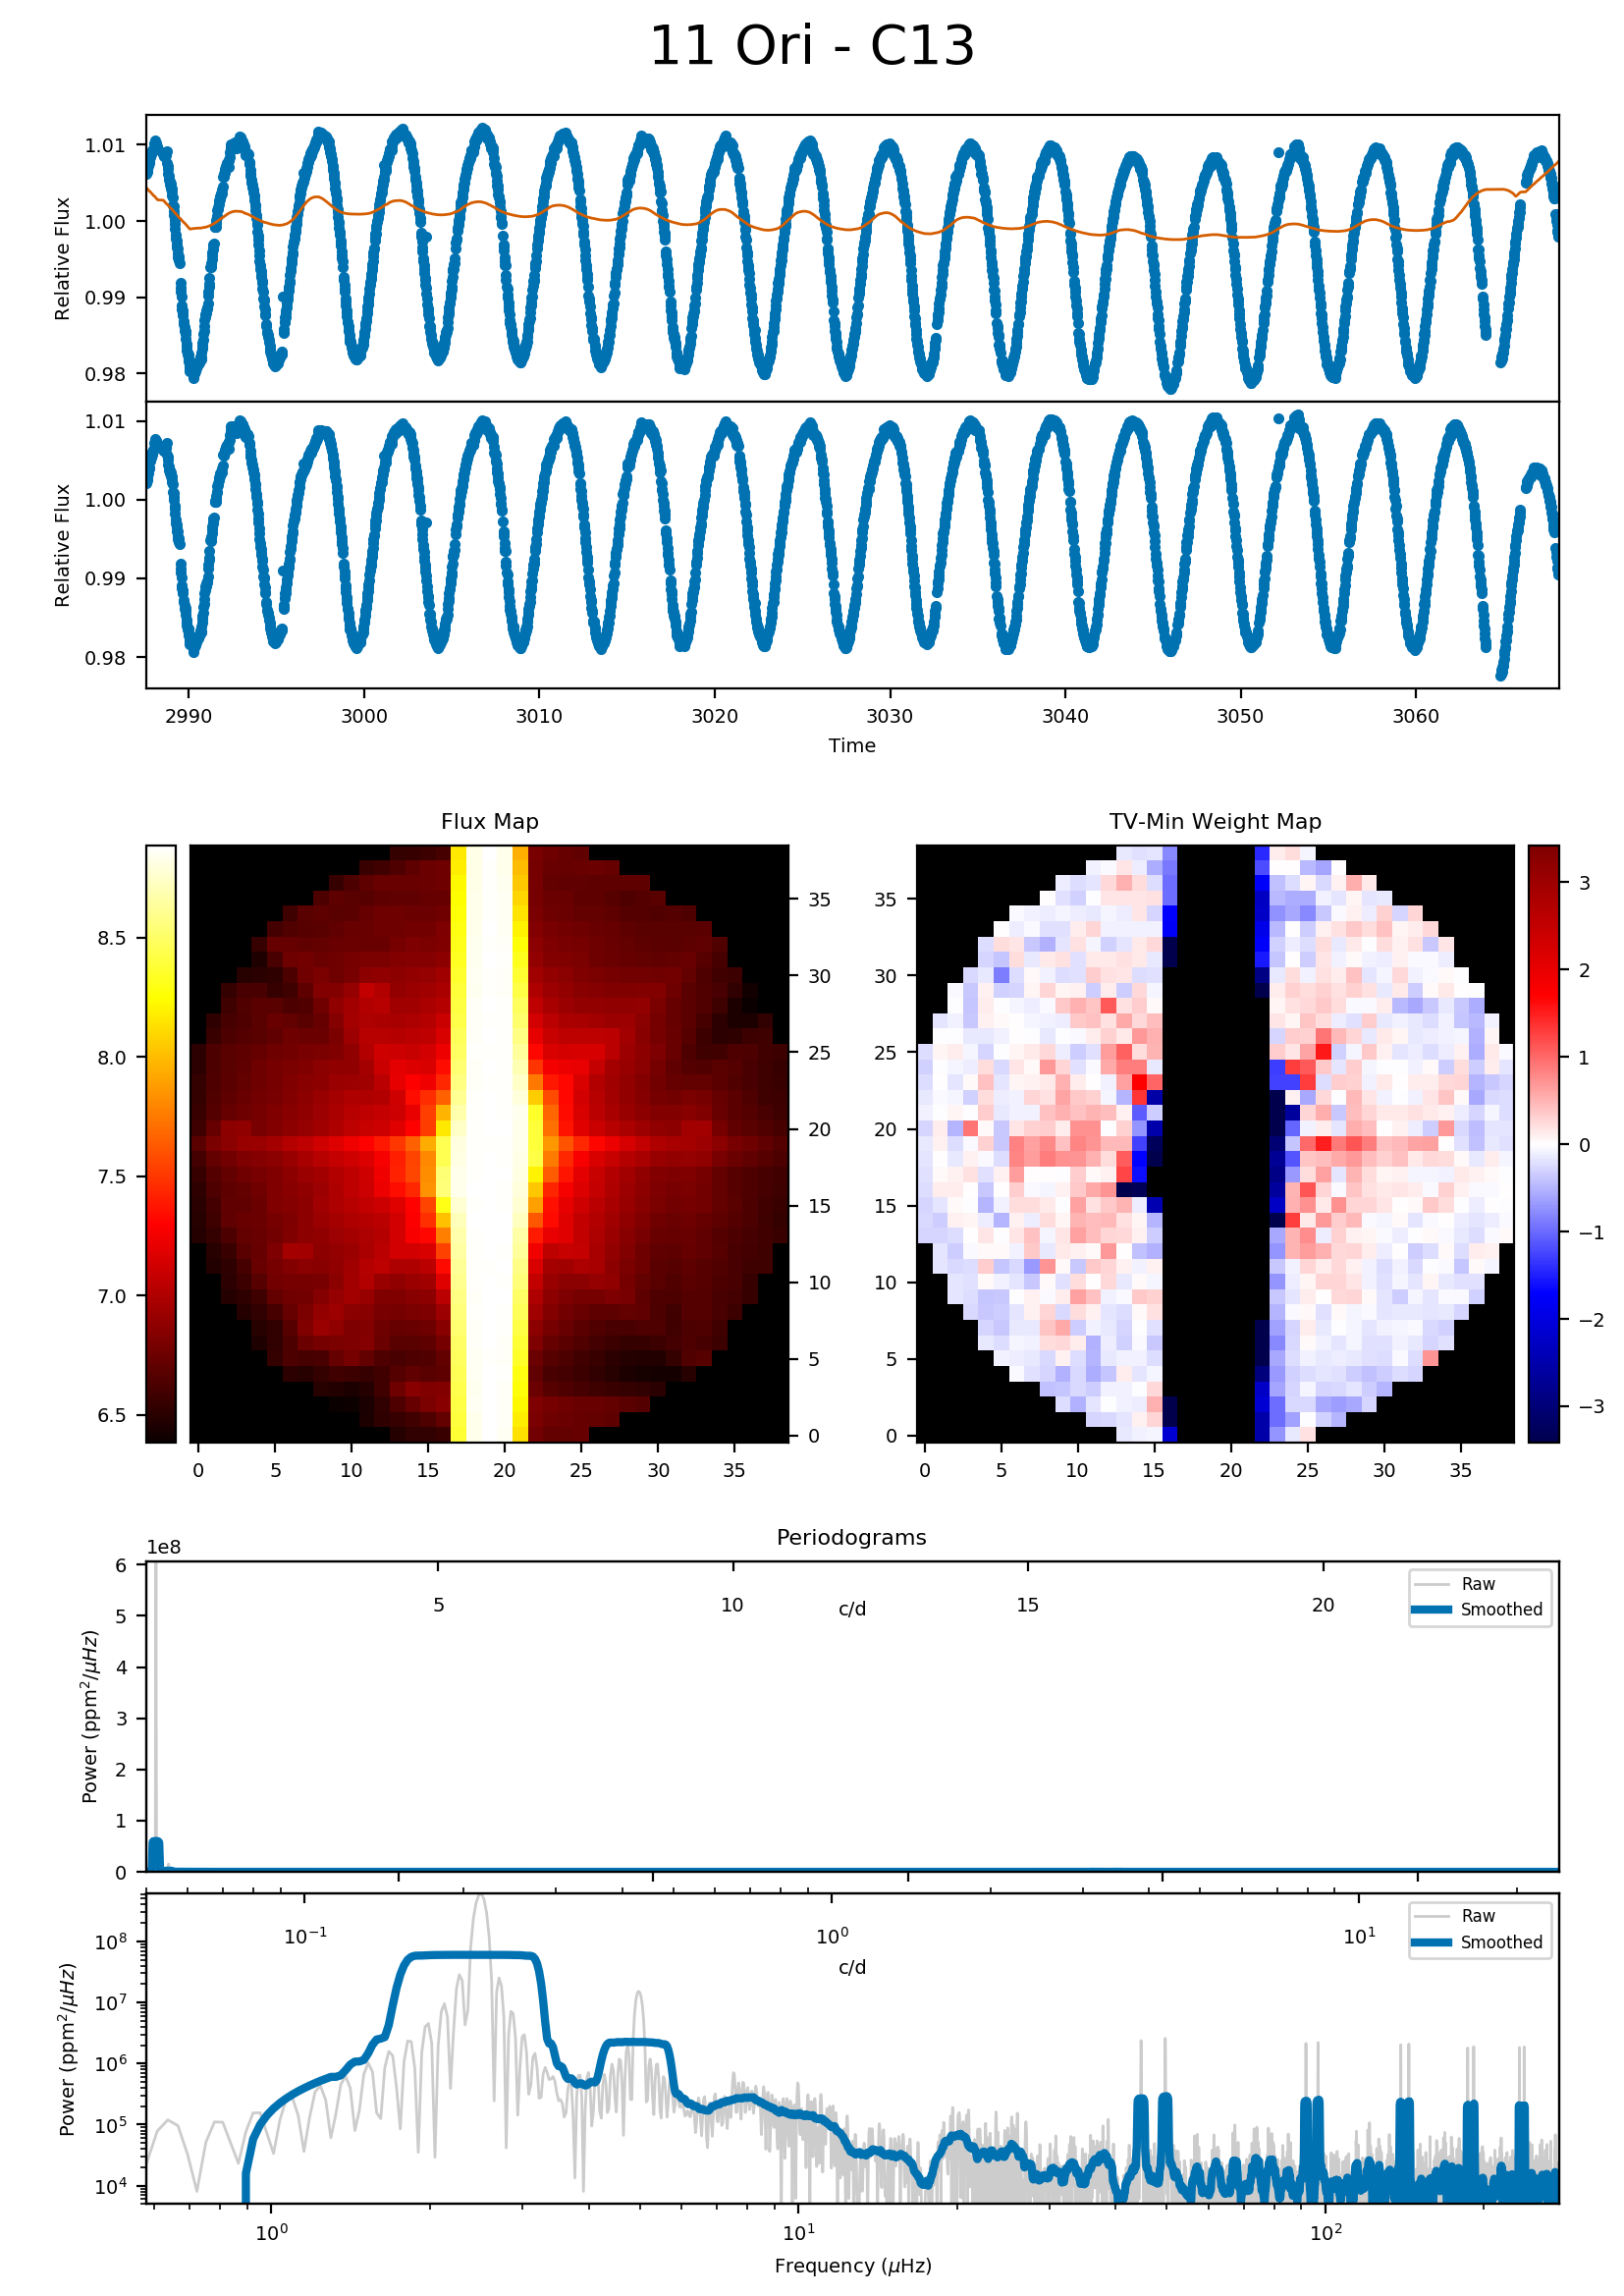 11 Ori - C13
1.01
1.00
0.99
0.98
Relative Flux
1.01
1.00
0.99
0.98
Relative Flux
2990 3000 3010 3020 3030 3040 3050 3060
Time
Flux Map
8.5
8.0
7.5
7.0
6.5
35
30
25
20
15
10
5
0
0 5 10 15 20 25 30 35
TV-Min Weight Map
35
30
25
20
15
10
5
0
0 5 10 15 20 25 30 35
3
2
1
0
−1
−2
−3
Periodograms
1e8
6
5
4
3
2
1
0
Power (ppm²/μHz)
5 10 15 20
c/d
Raw
Smoothed
10⁸
10⁷
10⁶
10⁵
10⁴
Power (ppm²/μHz)
10⁻¹ 10⁰ 10¹
c/d
Raw
Smoothed
10⁰ 10¹ 10²
Frequency (μHz)